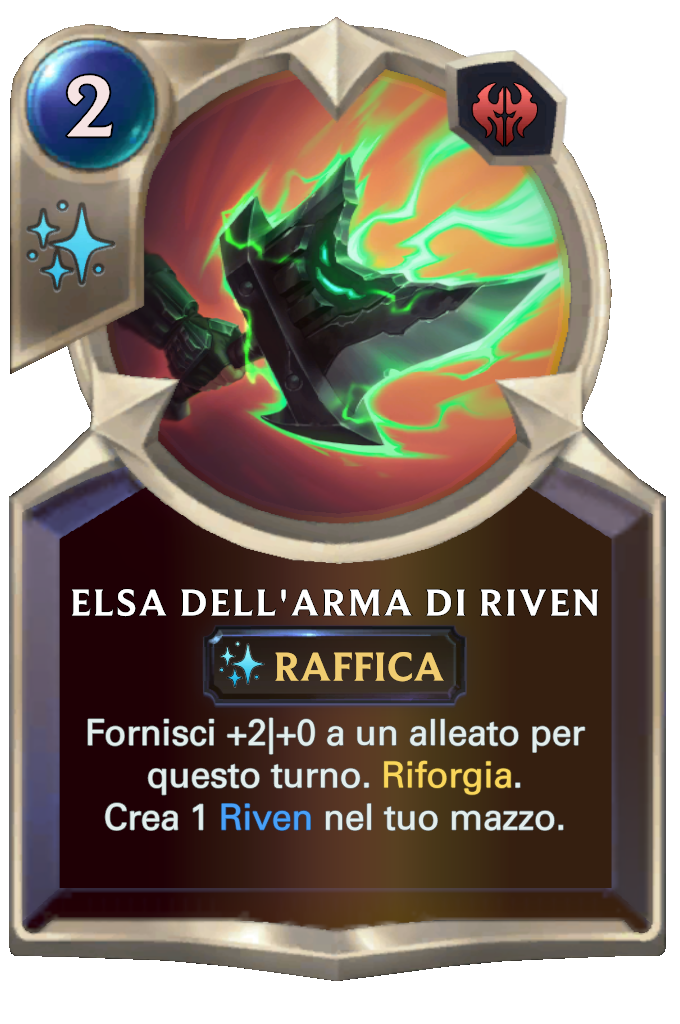 2
ELSA DELL'ARMA DI RIVEN
RAFFICA
Fornisci +2|+0 a un alleato per
questo turno. Riforgia.
Crea 1 Riven nel tuo mazzo.